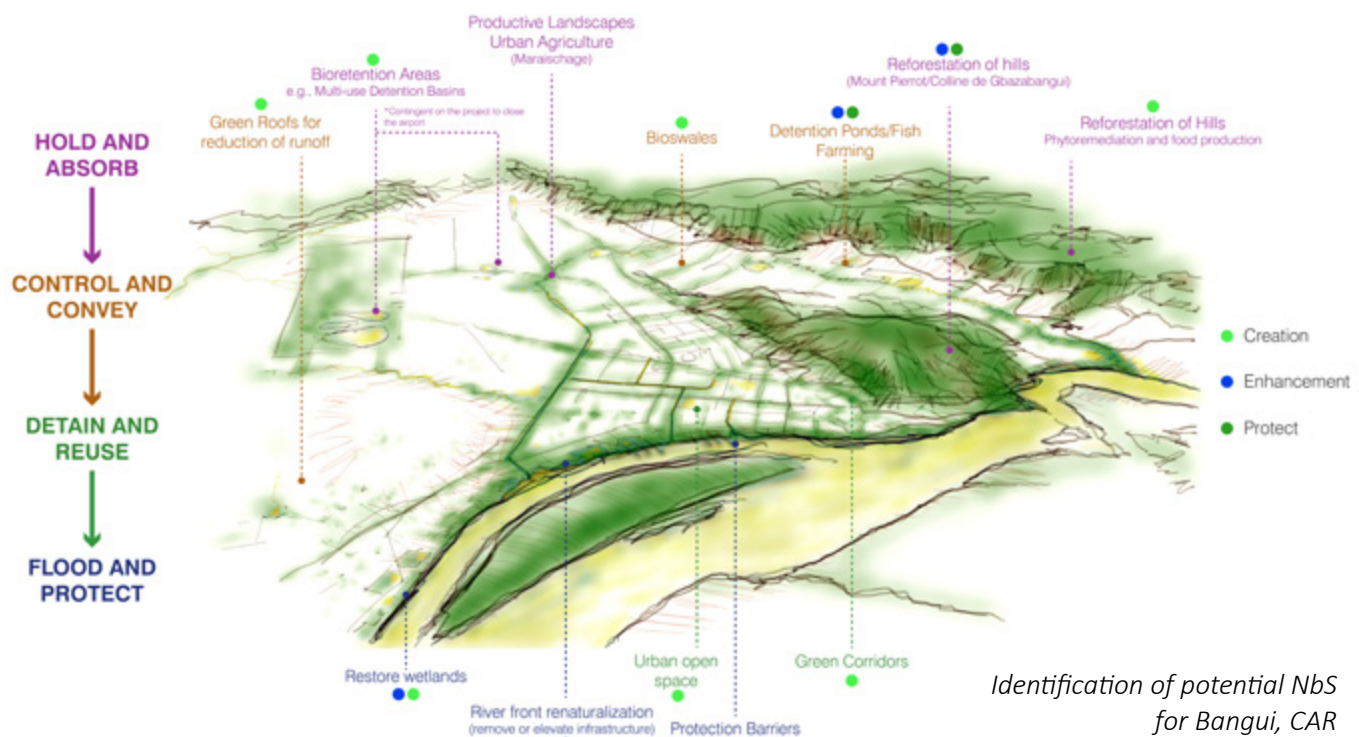 Productive Landscapes
Urban Agriculture
(Maraischage)
Bioretention Areas
e.g., Multi-use Detention Basins
*Contingent on the project to close
the airport
Green Roofs for
reduction of runoff
Bioswales
Detention Ponds/Fish
Farming
Reforestation of hills
(Mount Pierrot/Colline de Gbazabangui)
Reforestation of Hills
Phytoremediation and food production
HOLD AND
ABSORB
CONTROL AND
CONVEY
DETAIN AND
REUSE
FLOOD AND
PROTECT
Creation
Enhancement
Protect
Restore wetlands
River front renaturalization
(remove or elevate infrastructure)
Urban open
space
Protection Barriers
Green Corridors
Identification of potential NbS
for Bangui, CAR